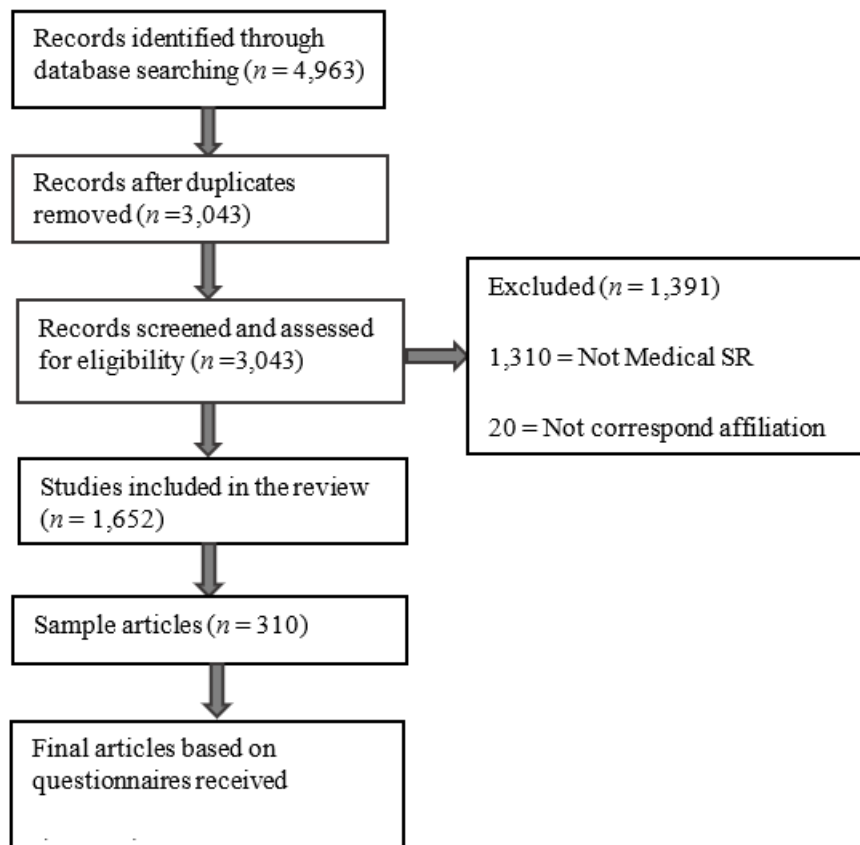 Records identified through
database searching (n = 4,963)
Records after duplicates
removed (n =3,043)
Records screened and assessed
for eligibility (n =3,043)
Excluded (n = 1,391)
1,310 = Not Medical SR
20 = Not correspond affiliation
Studies included in the review
(n = 1,652)
Sample articles (n = 310)
Final articles based on
questionnaires received